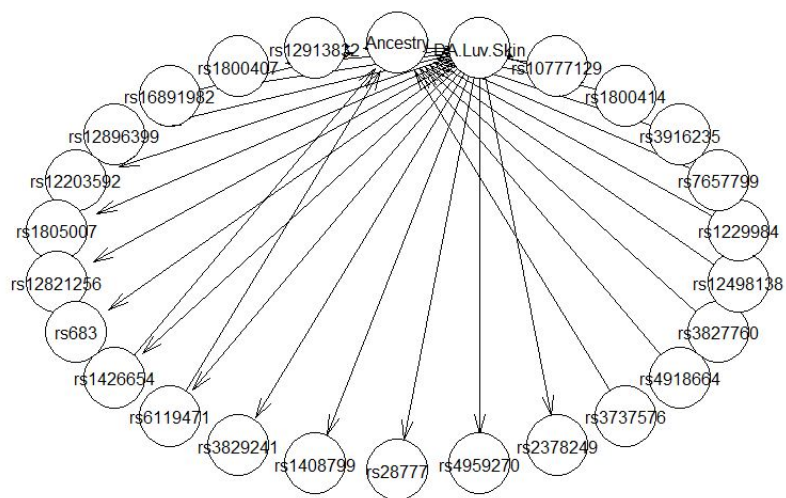 Ancestry
DA.Luv.Skin
rs12913832
rs10777129
rs1800407
rs1800414
rs16891982
rs3916235
rs12896399
rs7657799
rs12203592
rs1229984
rs1805007
rs12498138
rs12821256
rs3827760
rs683
rs4918664
rs1426654
rs3737576
rs6119471
rs2378249
rs3829241
rs4959270
rs1408799
rs28777